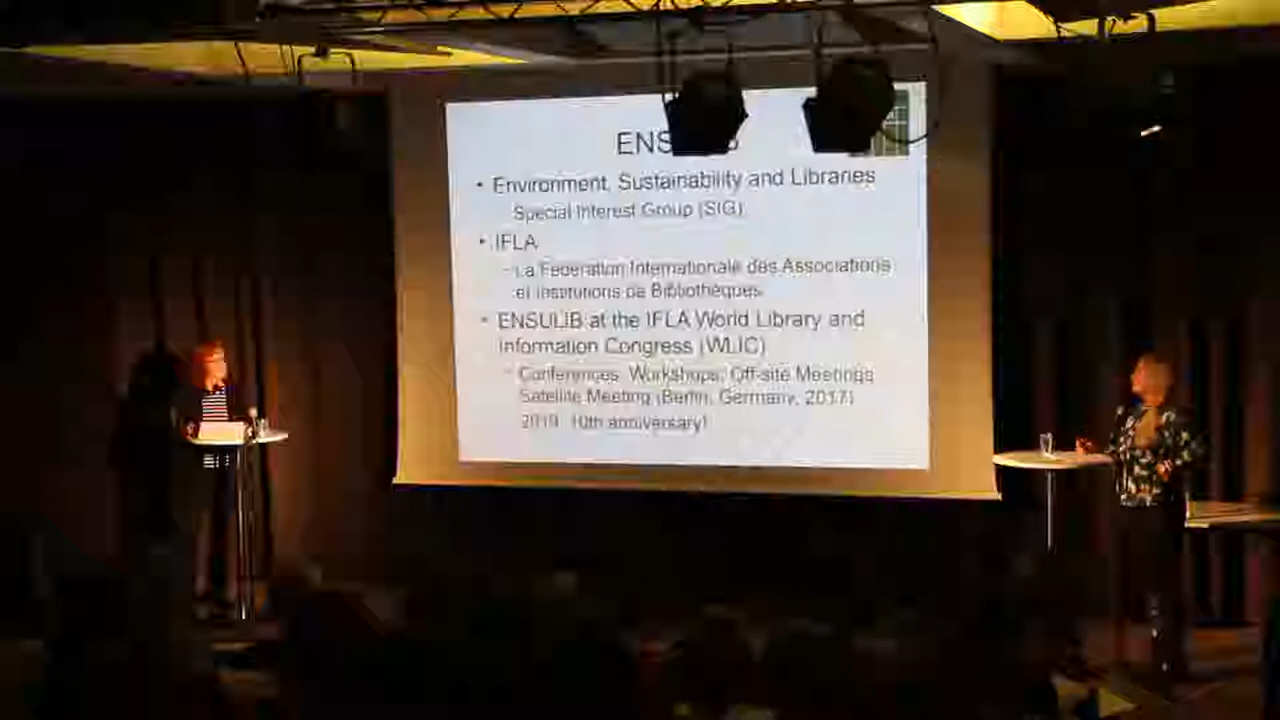 • Environment, Sustainability and Libraries
Special Interest Group (SIG)
• IFLA
- La Federation Internationale des Associations
et Institutions de Bibliothèques
• ENSULIB at the IFLA World Library and
Information Congress (WLIC)
- Conferences, Workshops, Off-site Meetings
Satellite Meeting (Berlin, Germany, 2017)
2019: 10th anniversary!